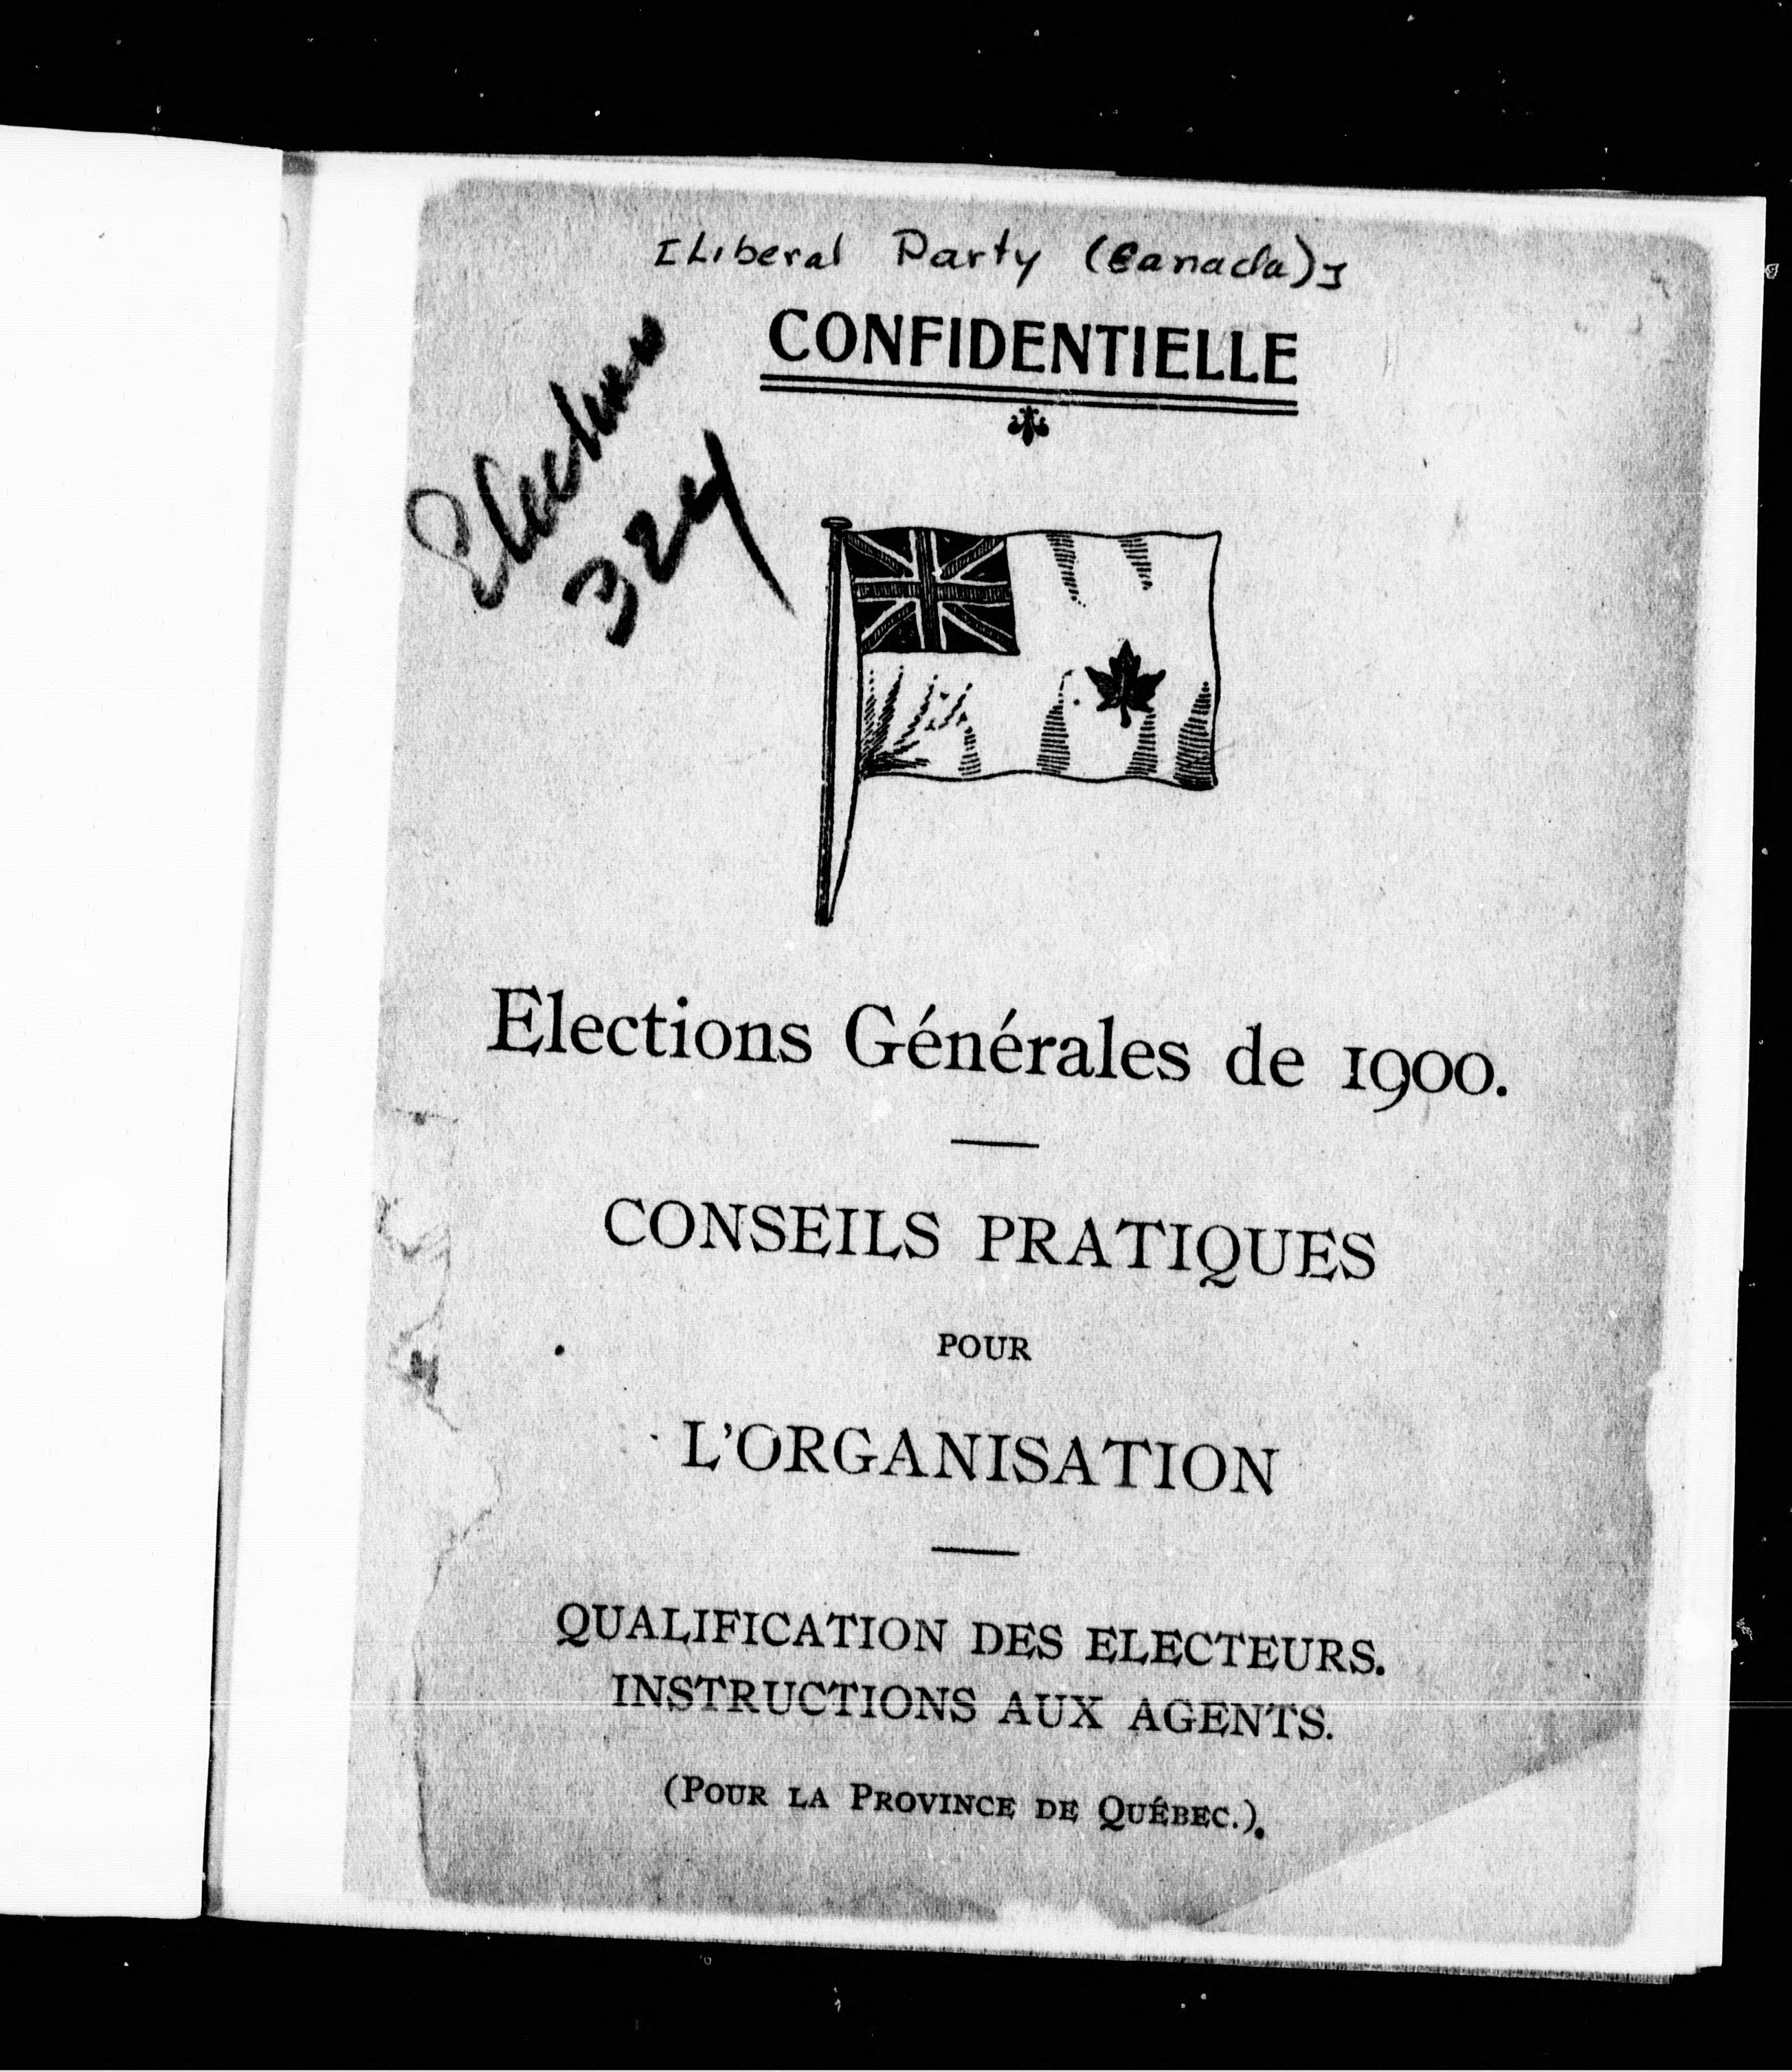 [Liberal Party (Canada)]
CONFIDENTIELLE
Elections
324
Elections Générales de 1900.
CONSEILS PRATIQUES
POUR
L'ORGANISATION
QUALIFICATION DES ELECTEURS.
INSTRUCTIONS AUX AGENTS.
(POUR LA PROVINCE DE QUÉBEC.).